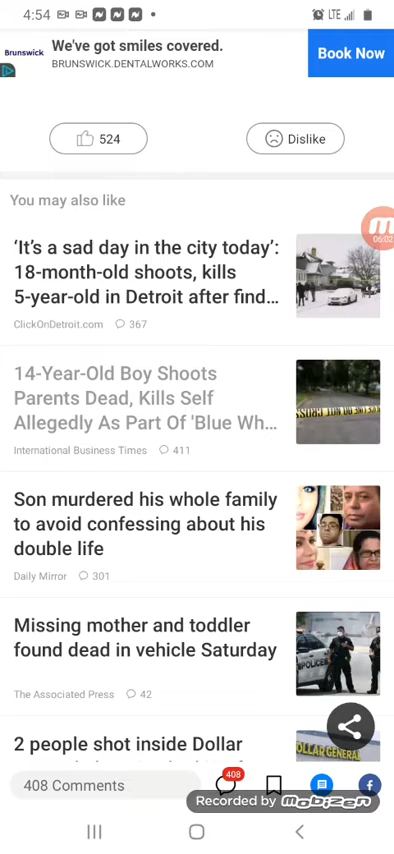 4:54
LTE
Brunswick
We've got smiles covered.
BRUNSWICK.DENTALWORKS.COM
Book Now
524
Dislike
You may also like
06:02
‘It’s a sad day in the city today’:
18-month-old shoots, kills
5-year-old in Detroit after find...
ClickOnDetroit.com 367
14-Year-Old Boy Shoots
Parents Dead, Kills Self
Allegedly As Part Of 'Blue Wh...
International Business Times 411
Son murdered his whole family
to avoid confessing about his
double life
Daily Mirror 301
Missing mother and toddler
found dead in vehicle Saturday
POLICE
The Associated Press 42
2 people shot inside Dollar
DOLLAR GENERAL
408 Comments
408
Recorded by mobizen